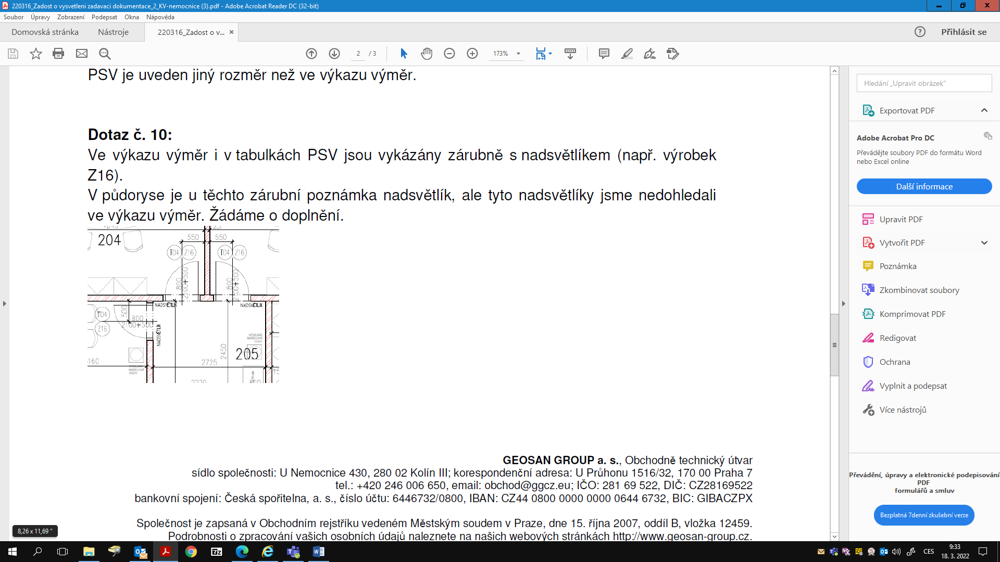 220316_Zadost o vysvetleni zadavaci dokumentace_2_KV-nemocnice (3).pdf - Adobe Acrobat Reader DC (32-bit)
Soubor Úpravy Zobrazení Podepsat Okna Nápověda
Domovská stránka Nástroje 220316_Zadost o v... × Přihlásit se
2 / 3 173%
PSV je uveden jiný rozměr než ve výkazu výměr.
Dotaz č. 10:
Ve výkazu výměr i v tabulkách PSV jsou vykázány zárubně s nadsvětlíkem (např. výrobek
Z16).
V půdoryse je u těchto zárubní poznámka nadsvětlík, ale tyto nadsvětlíky jsme nedohledali
ve výkazu výměr. Žádáme o doplnění.
204
550 550
T04 Z16 T04 Z16
800
2100+500
800
2100+500
NADSVĚTLÍK NADSVĚTLÍK
T04
Z16
500
800
2100+500
NADSVĚTLÍK
VÝDEJNÍK
BARELOVÉ
VODY
205
2450
2725
VÝDEJNÍK
BARELOVÉ
VODY
GEOSAN GROUP a. s., Obchodně technický útvar
sídlo společnosti: U Nemocnice 430, 280 02 Kolín III; korespondenční adresa: U Průhonu 1516/32, 170 00 Praha 7
tel.: +420 246 006 650, email: obchod@ggcz.eu; IČO: 281 69 522, DIČ: CZ28169522
bankovní spojení: Česká spořitelna, a. s., číslo účtu: 6446732/0800, IBAN: CZ44 0800 0000 0000 0644 6732, BIC: GIBACZPX
Společnost je zapsaná v Obchodním rejstříku vedeném Městským soudem v Praze, dne 15. října 2007, oddíl B, vložka 12459.
Podrobnosti o zpracování vašich osobních údajů naleznete na našich webových stránkách http://www.geosan-group.cz.
8,26 x 11,69 "
Hledání „Upravit obrázek“
Exportovat PDF
Adobe Acrobat Pro DC
Převádějte soubory PDF do formátu Word
nebo Excel online
Další informace
Upravit PDF
Vytvořit PDF
Poznámka
Zkombinovat soubory
Komprimovat PDF
Redigovat
Ochrana
Vyplnit a podepsat
Více nástrojů
Převádění, úpravy a elektronické podepisování
PDF
formulářů a smluv
Bezplatná 7denní zkušební verze
CES
9:33
18. 3. 2022